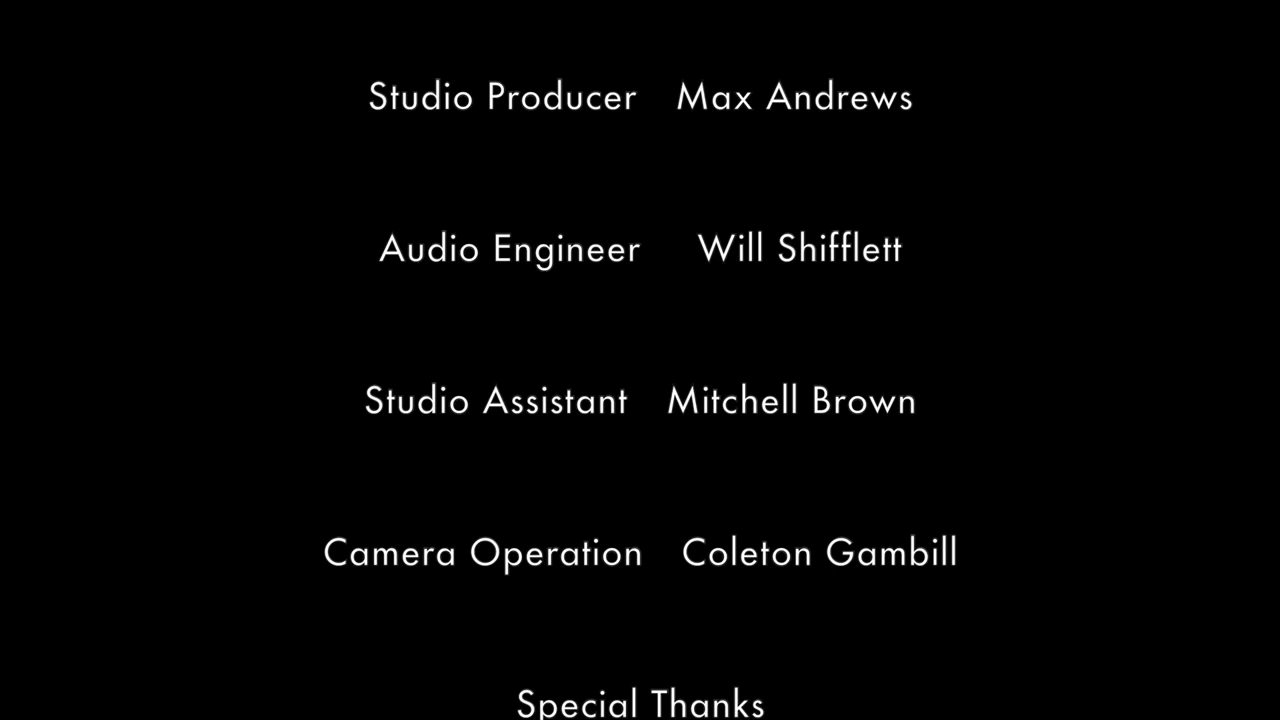 Studio Producer Max Andrews
Audio Engineer Will Shifflett
Studio Assistant Mitchell Brown
Camera Operation Coleton Gambill
Special Thanks